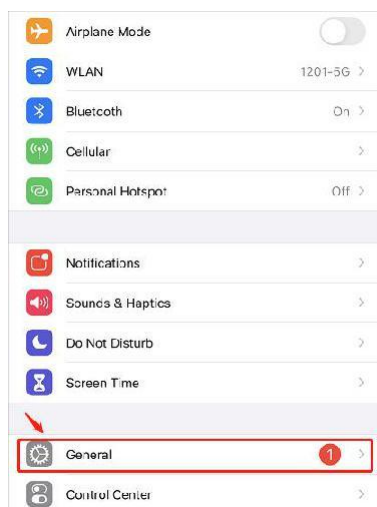 Airplane Mode
WLAN 1201-5G
Bluetooth On
Cellular
Personal Hotspot Off
Notifications
Sounds & Haptics
Do Not Disturb
Screen Time
General 1
Control Center